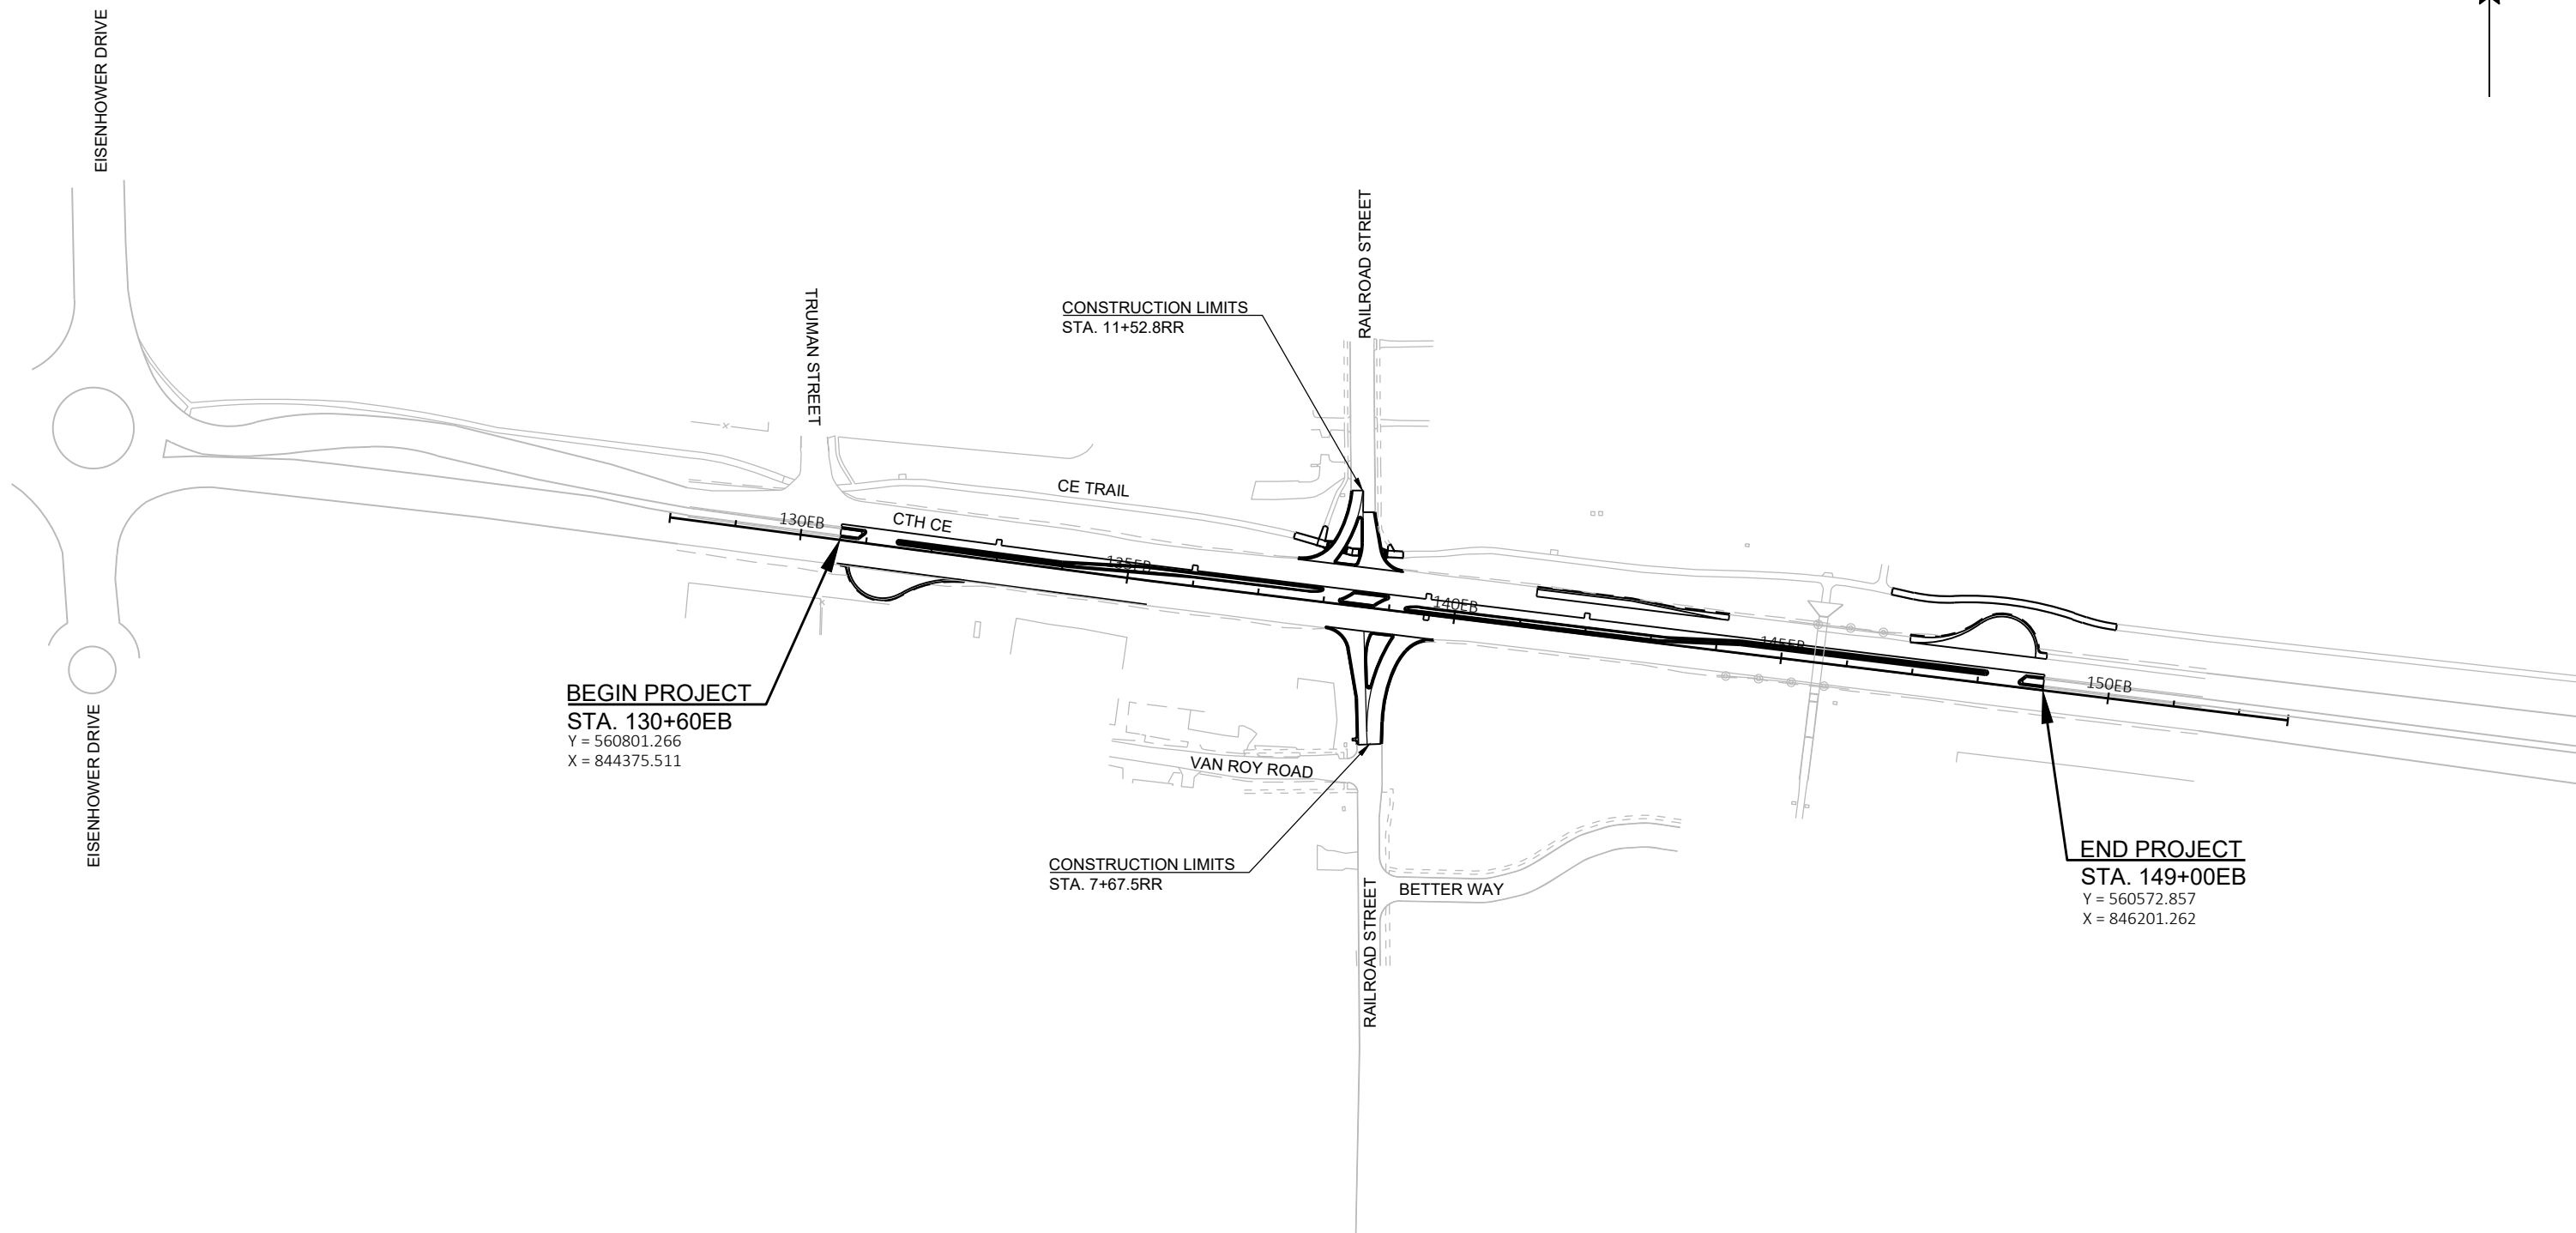 EISENHOWER DRIVE
RAILROAD STREET
TRUMAN STREET
CONSTRUCTION LIMITS
STA. 11+52.8RR
CE TRAIL
CTH CE
130EB
135EB
140EB
145EB
150EB
BEGIN PROJECT
STA. 130+60EB
Y = 560801.266
X = 844375.511
VAN ROY ROAD
EISENHOWER DRIVE
CONSTRUCTION LIMITS
STA. 7+67.5RR
BETTER WAY
RAILROAD STREET
END PROJECT
STA. 149+00EB
Y = 560572.857
X = 846201.262